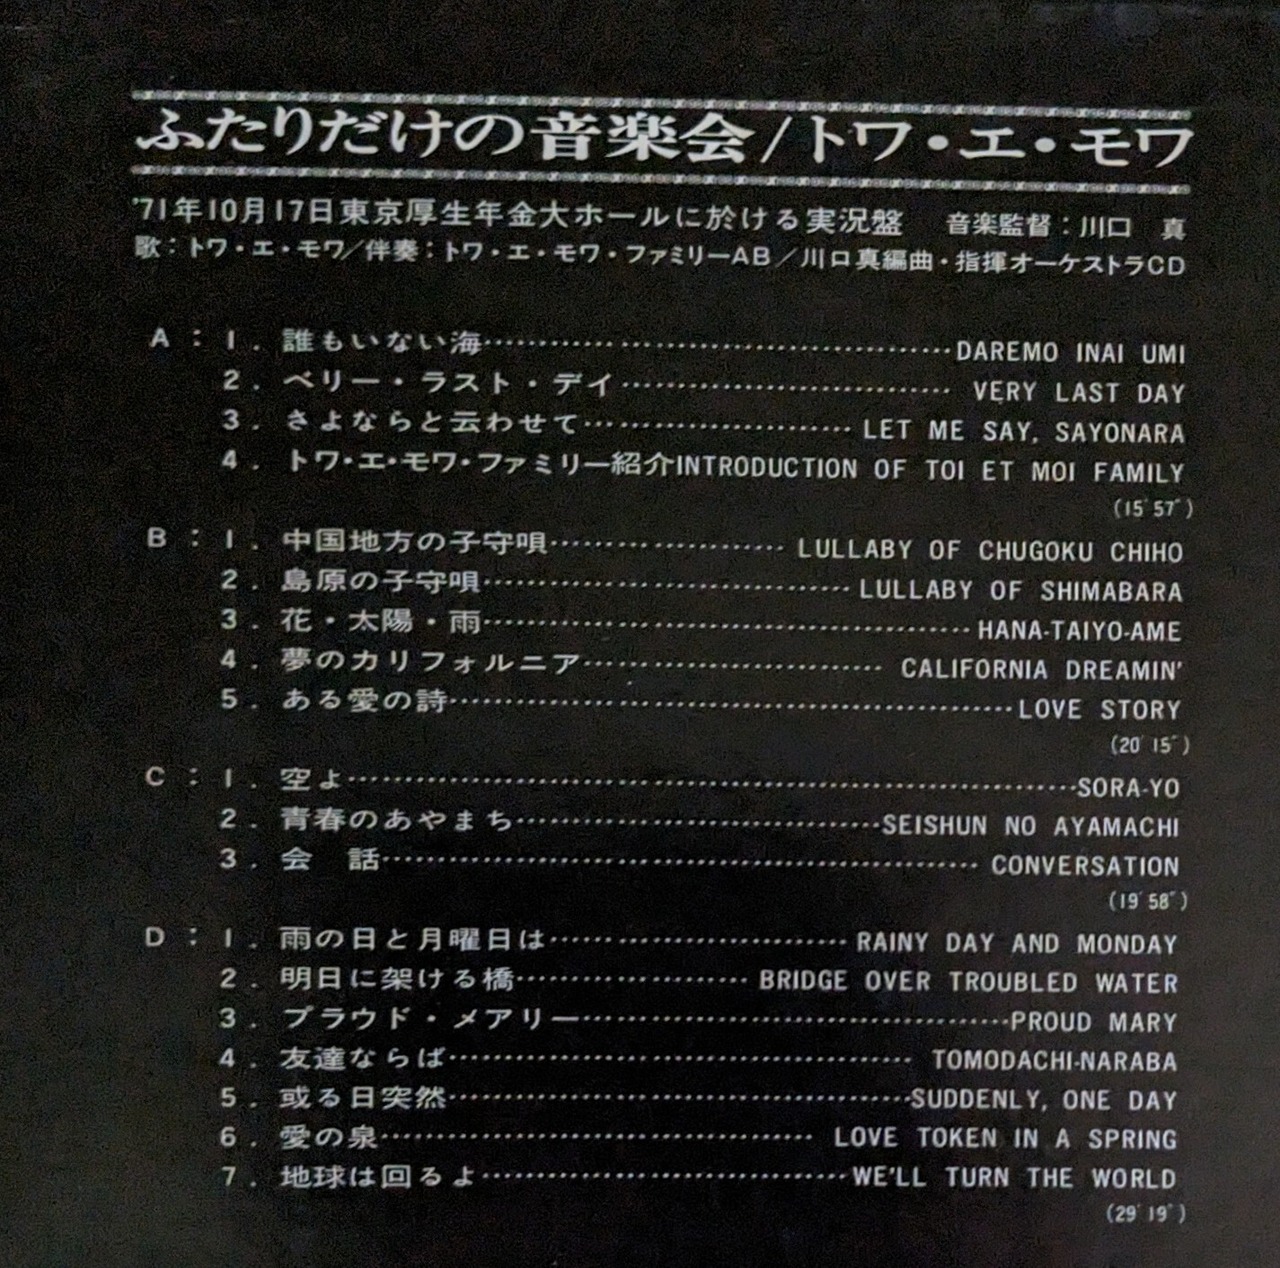 ふたりだけの音楽会/トワ・エ・モワ
'71年10月17日東京厚生年金大ホールに於ける実況盤　音楽監督：川口　真
歌：トワ・エ・モワ/伴奏：トワ・エ・モワ・ファミリーAB/川口真編曲・指揮オーケストラCD
A：1. 誰もいない海………………………………DAREMO INAI UMI
2. ベリー・ラスト・デイ………………………VERY LAST DAY
3. さよならと云わせて…………………LET ME SAY, SAYONARA
4. トワ・エ・モワ・ファミリー紹介INTRODUCTION OF TOI ET MOI FAMILY
(15′57″)
B：1. 中国地方の子守唄………………LULLABY OF CHUGOKU CHIHO
2. 島原の子守唄………………………LULLABY OF SHIMABARA
3. 花・太陽・雨………………………………HANA-TAIYO-AME
4. 夢のカリフォルニア……………………CALIFORNIA DREAMIN'
5. ある愛の詩……………………………………LOVE STORY
(20′15″)
C：1. 空よ………………………………………………SORA-YO
2. 青春のあやまち………………………SEISHUN NO AYAMACHI
3. 会　話………………………………………CONVERSATION
(19′58″)
D：1. 雨の日と月曜日は…………………RAINY DAY AND MONDAY
2. 明日に架ける橋………………BRIDGE OVER TROUBLED WATER
3. プラウド・メアリー…………………………PROUD MARY
4. 友達ならば……………………………TOMODACHI-NARABA
5. 或る日突然……………………………SUDDENLY, ONE DAY
6. 愛の泉…………………………LOVE TOKEN IN A SPRING
7. 地球は回るよ………………………WE'LL TURN THE WORLD
(29′19″)